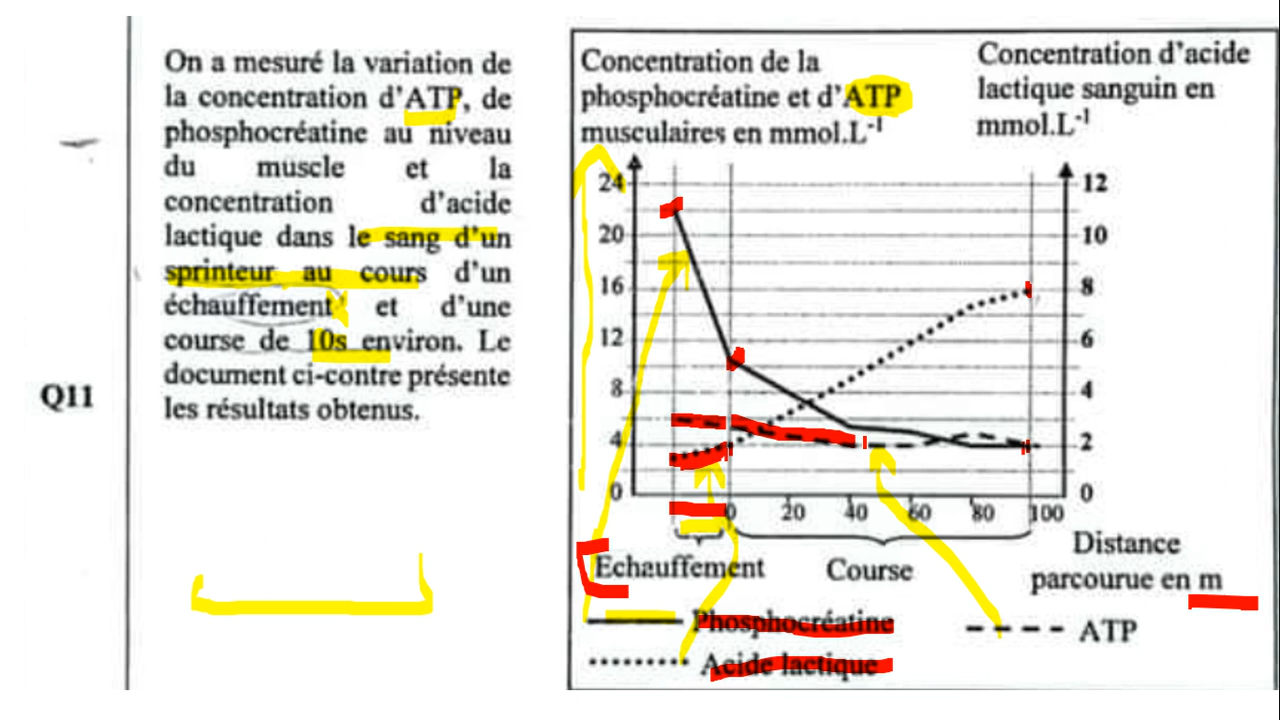 On a mesuré la variation de
la concentration d'ATP, de
phosphocréatine au niveau
du muscle et la
concentration d'acide
lactique dans le sang d'un
sprinteur au cours d'un
échauffement et d'une
course de 10s environ. Le
document ci-contre présente
les résultats obtenus.
Q11
Concentration de la
phosphocréatine et d'ATP
musculaires en mmol.L-1
Concentration d'acide
lactique sanguin en
mmol.L-1
24
20
16
12
8
4
0
12
10
8
6
4
2
0
0 20 40 60 80 100
Echauffement
Course
Distance
parcourue en m
Phosphocréatine
ATP
Acide lactique